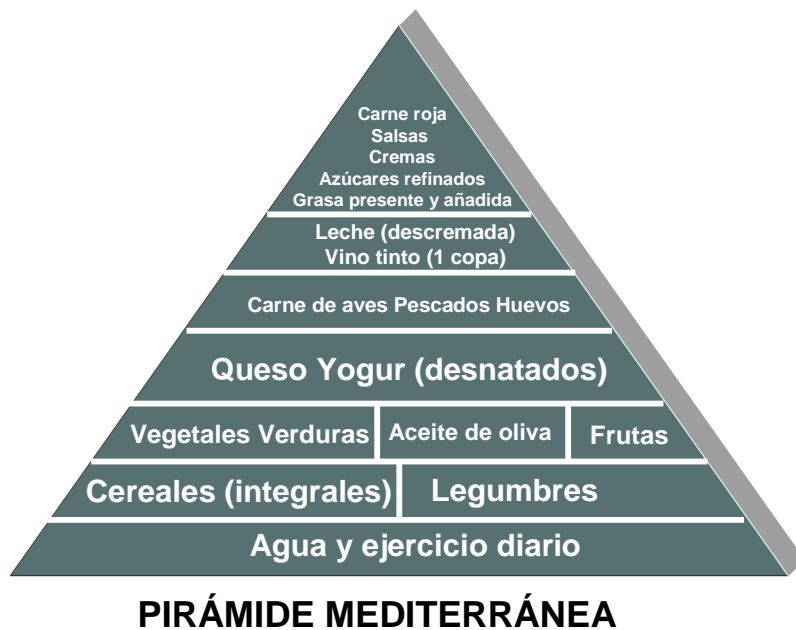 Carne roja
Salsas
Cremas
Azúcares refinados
Grasa presente y añadida
Leche (descremada)
Vino tinto (1 copa)
Carne de aves Pescados Huevos
Queso Yogur (desnatados)
Vegetales Verduras
Aceite de oliva
Frutas
Cereales (integrales)
Legumbres
Agua y ejercicio diario
PIRÁMIDE MEDITERRÁNEA